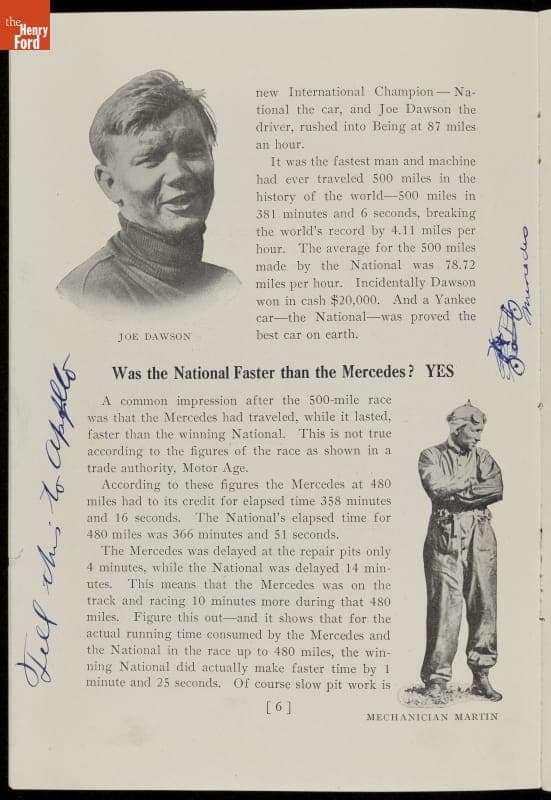 the
Henry
Ford
new International Champion — Na-
tional the car, and Joe Dawson the
driver, rushed into Being at 87 miles
an hour.
It was the fastest man and machine
had ever traveled 500 miles in the
history of the world—500 miles in
381 minutes and 6 seconds, breaking
the world's record by 4.11 miles per
hour. The average for the 500 miles
made by the National was 78.72
miles per hour. Incidentally Dawson
won in cash $20,000. And a Yankee
car—the National—was proved the
best car on earth.
JOE DAWSON
Mercedes
Was the National Faster than the Mercedes? YES
A common impression after the 500-mile race
was that the Mercedes had traveled, while it lasted,
faster than the winning National. This is not true
according to the figures of the race as shown in a
trade authority, Motor Age.
According to these figures the Mercedes at 480
miles had to its credit for elapsed time 358 minutes
and 16 seconds. The National's elapsed time for
480 miles was 366 minutes and 51 seconds.
The Mercedes was delayed at the repair pits only
4 minutes, while the National was delayed 14 min-
utes. This means that the Mercedes was on the
track and racing 10 minutes more during that 480
miles. Figure this out—and it shows that for the
actual running time consumed by the Mercedes and
the National in the race up to 480 miles, the win-
ning National did actually make faster time by 1
minute and 25 seconds. Of course slow pit work is
Tell this to Apollo
[ 6 ]
MECHANICIAN MARTIN